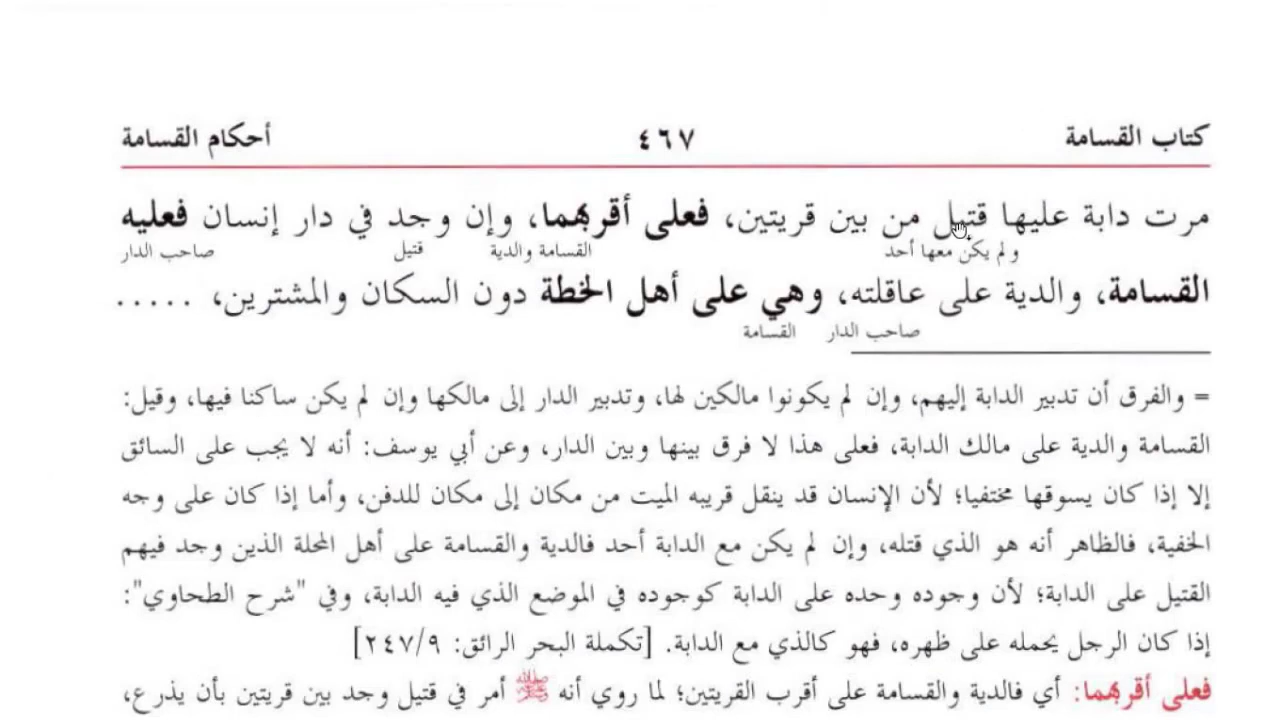 كتاب القسامة ٤٦٧ أحكام القسامة
مرت دابة عليها قتيل من بين قريتين، فعلى أقربهما، وإن وجد في دار إنسان فعليه
ولم يكن معها أحد القسامة والدية قتيل صاحب الدار
القسامة، والدية على عاقلته، وهي على أهل الخطة دون السكان والمشترين، .....
صاحب الدار القسامة
= والفرق أن تدبير الدابة إليهم، وإن لم يكونوا مالكين لها، وتدبير الدار إلى مالكها وإن لم يكن ساكنا فيها، وقيل:
القسامة والدية على مالك الدابة، فعلى هذا لا فرق بينها وبين الدار، وعن أبي يوسف: أنه لا يجب على السائق
إلا إذا كان يسوقها مختفيا؛ لأن الإنسان قد ينقل قريبه الميت من مكان إلى مكان للدفن، وأما إذا كان على وجه
الخفية، فالظاهر أنه هو الذي قتله، وإن لم يكن مع الدابة أحد فالدية والقسامة على أهل المحلة الذين وجد فيهم
القتيل على الدابة؛ لأن وجوده وحده على الدابة كوجوده في الموضع الذي فيه الدابة، وفي "شرح الطحاوي":
إذا كان الرجل يحمله على ظهره، فهو كالذي مع الدابة. [تكملة البحر الرائق: ٢٤٧/٩]
فعلى أقربهما: أي فالدية والقسامة على أقرب القريتين؛ لما روي أنه ﷺ أمر في قتيل وجد بين قريتين بأن يذرع،